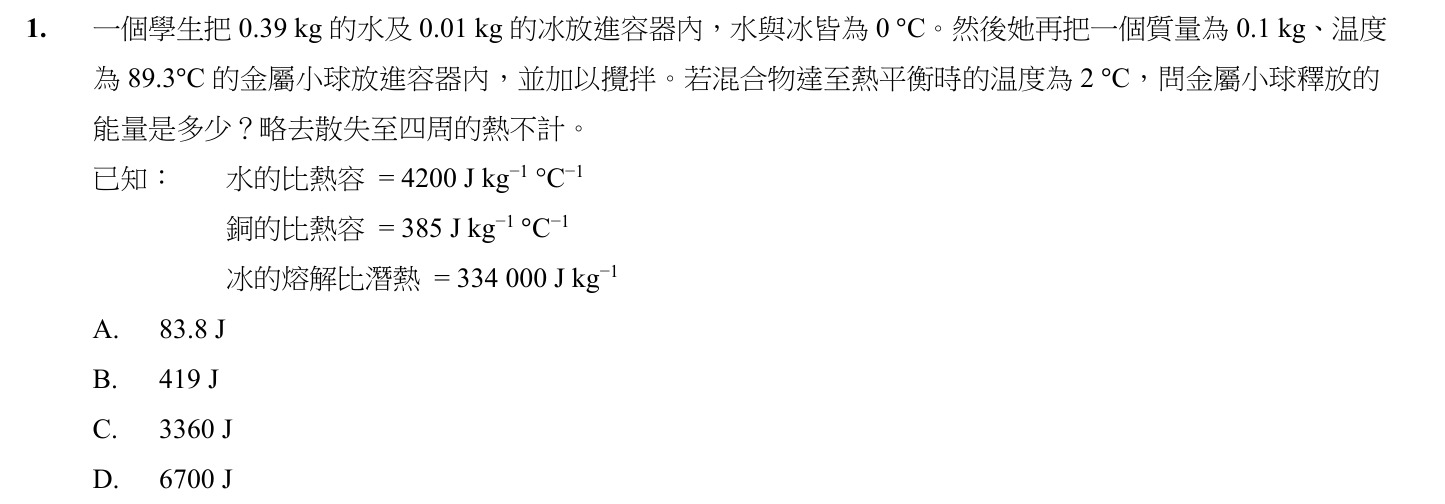 1. 一個學生把 0.39 kg 的水及 0.01 kg 的冰放進容器內，水與冰皆為 0 °C。然後她再把一個質量為 0.1 kg、温度
為 89.3°C 的金屬小球放進容器內，並加以攪拌。若混合物達至熱平衡時的温度為 2 °C，問金屬小球釋放的
能量是多少？略去散失至四周的熱不計。
已知： 水的比熱容 = 4200 J kg⁻¹ °C⁻¹
銅的比熱容 = 385 J kg⁻¹ °C⁻¹
冰的熔解比潛熱 = 334 000 J kg⁻¹
A. 83.8 J
B. 419 J
C. 3360 J
D. 6700 J